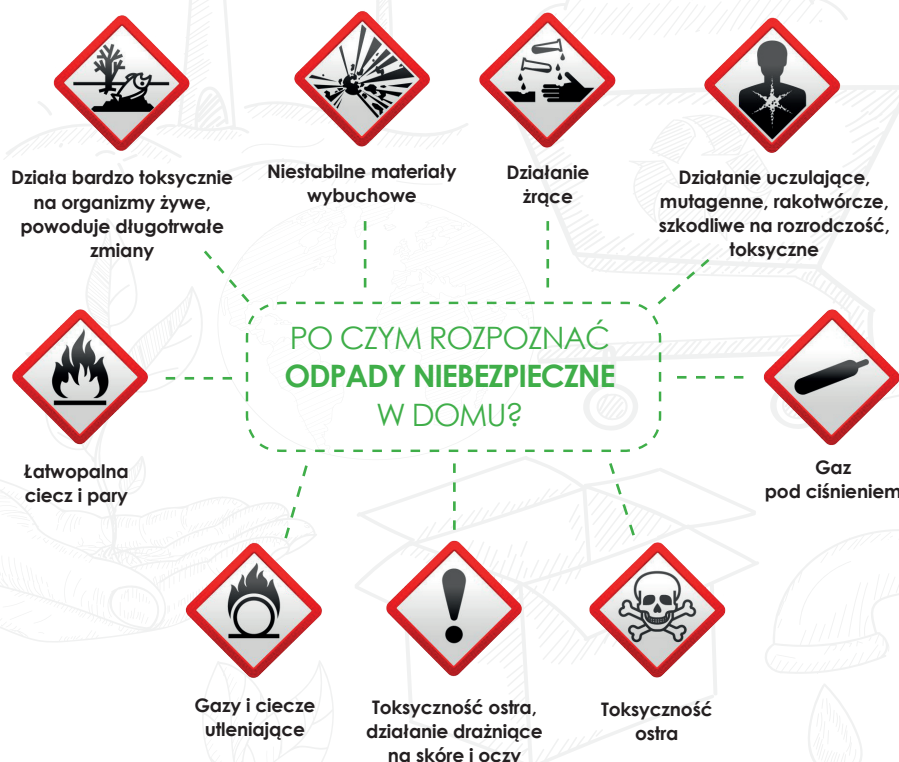 Działa bardzo toksycznie
na organizmy żywe,
powoduje długotrwałe
zmiany
Niestabilne materiały
wybuchowe
Działanie
żrące
Działanie uczulające,
mutagenne, rakotwórcze,
szkodliwe na rozrodczość,
toksyczne
PO CZYM ROZPOZNAĆ
ODPADY NIEBEZPIECZNE
W DOMU?
Łatwopalna
ciecz i pary
Gaz
pod ciśnieniem
Gazy i ciecze
utleniające
Toksyczność ostra,
działanie drażniące
na skórę i oczy
Toksyczność
ostra